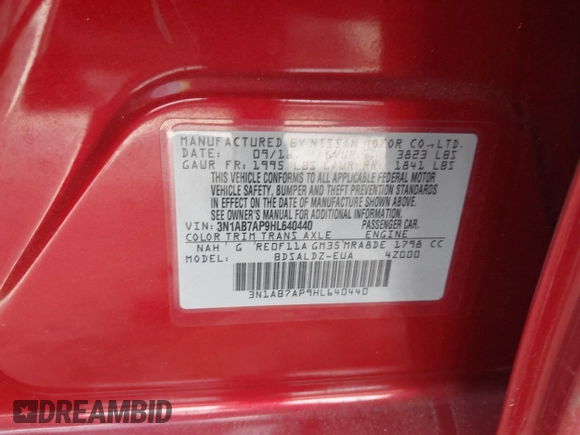 MANUFACTURED BY NISSAN MOTOR CO.,LTD.
DATE: 09/1 GVWR 3823 LBS
GAWR FR: 1995 LBS GAWR RR: 1841 LBS
THIS VEHICLE CONFORMS TO ALL APPLICABLE FEDERAL MOTOR
VEHICLE SAFETY, BUMPER AND THEFT PREVENTION STANDARDS
IN EFFECT ON THE DATE OF MANUFACTURE SHOWN ABOVE.
SEE OWNER'S MANUAL FOR ADDITIONAL INFORMATION.
VIN: 3N1AB7AP9HL640440 PASSENGER CAR.
COLOR TRIM TRANS AXLE ENGINE
NAH G RE0F11A GM35 MRA8DE 1798 CC
MODEL: BDSALDZ-EUA 4Z000
3N1AB7AP9HL640440
DREAMBID